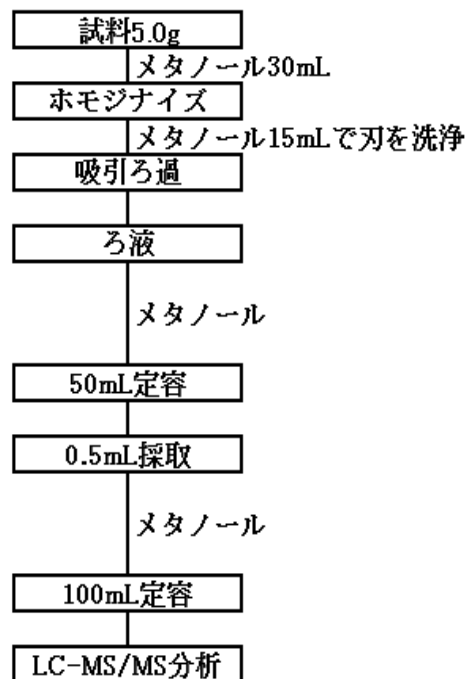 試料5.0g
メタノール30mL
ホモジナイズ
メタノール15mLで刃を洗浄
吸引ろ過
ろ液
メタノール
50mL定容
0.5mL採取
メタノール
100mL定容
LC-MS/MS分析